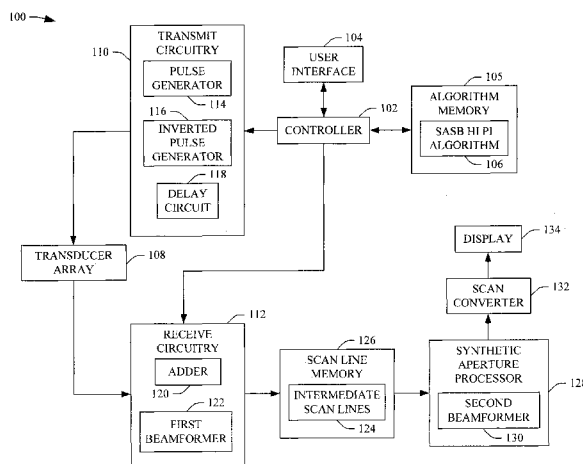 100
TRANSMIT
CIRCUITRY
110
PULSE
GENERATOR
114
116
INVERTED
PULSE
GENERATOR
118
DELAY
CIRCUIT
104
USER
INTERFACE
102
CONTROLLER
105
ALGORITHM
MEMORY
SASB HI PI
ALGORITHM
106
TRANSDUCER
ARRAY
108
112
RECEIVE
CIRCUITRY
ADDER
120
122
FIRST
BEAMFORMER
126
SCAN LINE
MEMORY
INTERMEDIATE
SCAN LINES
124
DISPLAY
134
SCAN
CONVERTER
132
SYNTHETIC
APERTURE
PROCESSOR
128
SECOND
BEAMFORMER
130